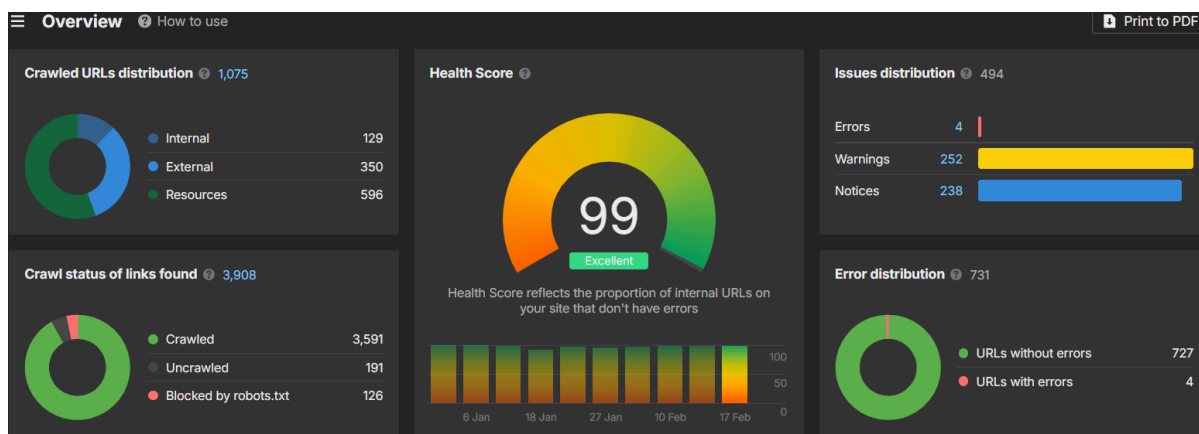 Overview How to use
Print to PDF
Crawled URLs distribution 1,075
Internal 129
External 350
Resources 596
Health Score
99
Excellent
Health Score reflects the proportion of internal URLs on
your site that don't have errors
100
50
0
6 Jan 18 Jan 27 Jan 10 Feb 17 Feb
Issues distribution 494
Errors 4
Warnings 252
Notices 238
Crawl status of links found 3,908
Crawled 3,591
Uncrawled 191
Blocked by robots.txt 126
Error distribution 731
URLs without errors 727
URLs with errors 4